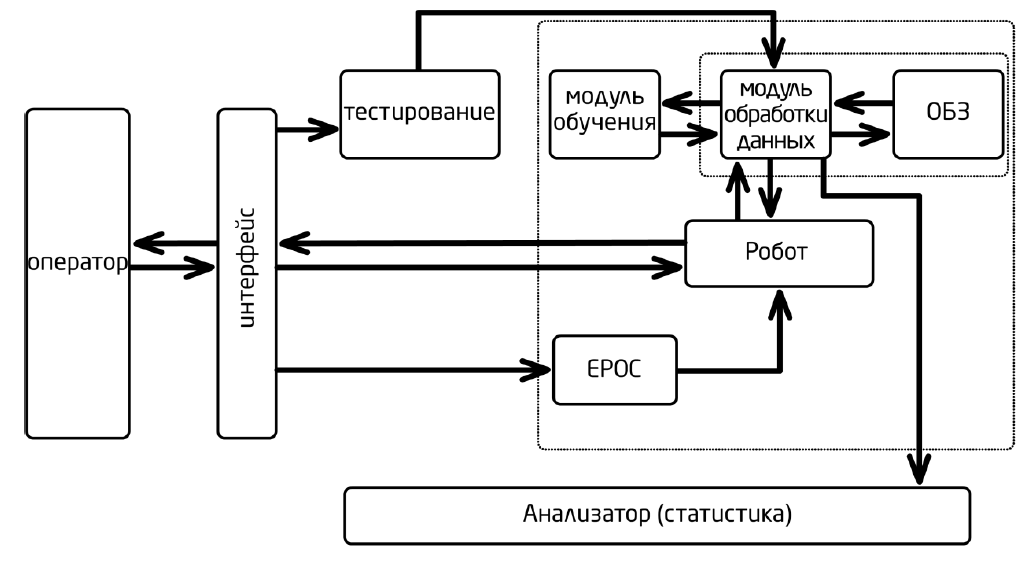 тестирование
модуль
обучения
модуль
обработки
данных
ОБЗ
оператор
интерфейс
Робот
ЕРОС
Анализатор (статистика)